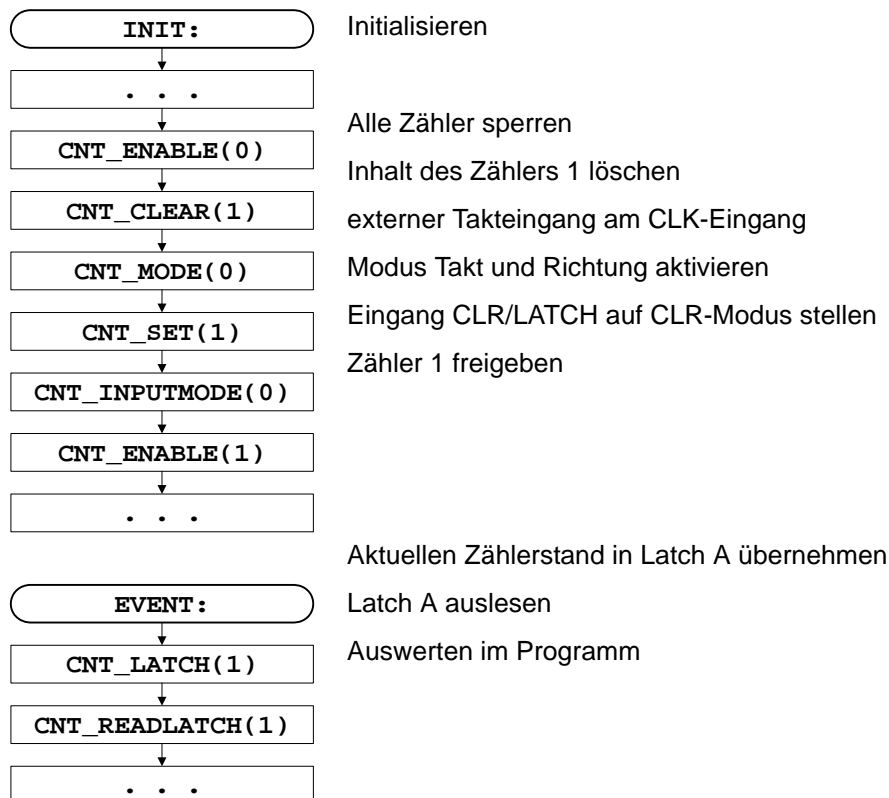 INIT:
Initialisieren
. . .
Alle Zähler sperren
CNT_ENABLE(0)
Inhalt des Zählers 1 löschen
CNT_CLEAR(1)
externer Takteingang am CLK-Eingang
CNT_MODE(0)
Modus Takt und Richtung aktivieren
CNT_SET(1)
Eingang CLR/LATCH auf CLR-Modus stellen
Zähler 1 freigeben
CNT_INPUTMODE(0)
CNT_ENABLE(1)
. . .
Aktuellen Zählerstand in Latch A übernehmen
EVENT:
Latch A auslesen
CNT_LATCH(1)
Auswerten im Programm
CNT_READLATCH(1)
. . .